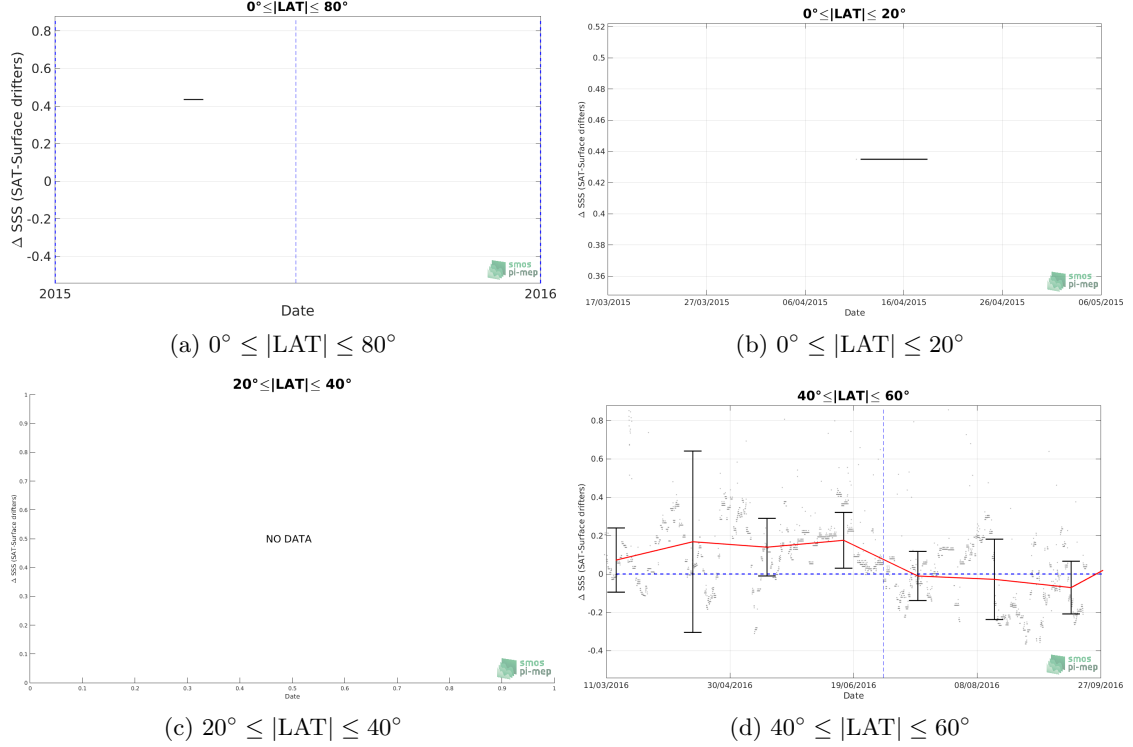 0°≤|LAT|≤ 80°
0.8
0.6
0.4
0.2
0
-0.2
-0.4
Δ SSS (SAT-Surface drifters)
2015
2016
Date
smos
pi-mep
(a) 0° ≤ |LAT| ≤ 80°
0°≤|LAT|≤ 20°
0.52
0.5
0.48
0.46
0.44
0.42
0.4
0.38
0.36
Δ SSS (SAT-Surface drifters)
17/03/2015
27/03/2015
06/04/2015
16/04/2015
26/04/2015
06/05/2015
Date
smos
pi-mep
(b) 0° ≤ |LAT| ≤ 20°
20°≤|LAT|≤ 40°
1
0.9
0.8
0.7
0.6
0.5
0.4
0.3
0.2
0.1
0
Δ SSS (SAT-Surface drifters)
NO DATA
0
0.1
0.2
0.3
0.4
0.5
0.6
0.7
0.8
0.9
1
Date
smos
pi-mep
(c) 20° ≤ |LAT| ≤ 40°
40°≤|LAT|≤ 60°
0.8
0.6
0.4
0.2
0
-0.2
-0.4
Δ SSS (SAT-Surface drifters)
11/03/2016
30/04/2016
19/06/2016
08/08/2016
27/09/2016
Date
smos
pi-mep
(d) 40° ≤ |LAT| ≤ 60°